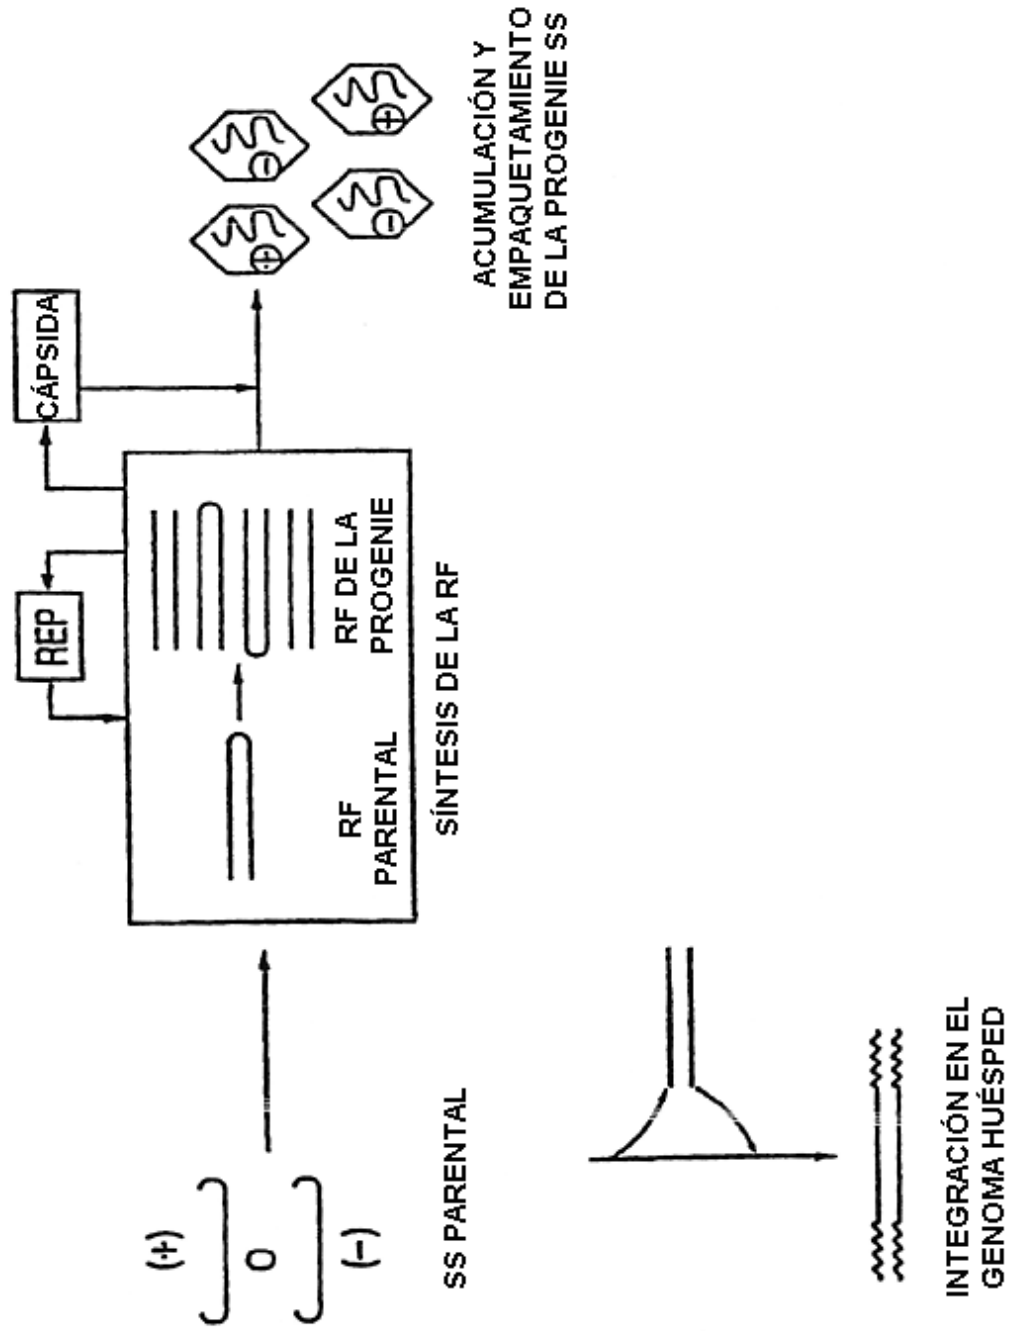 (+)
O
(-)
SS PARENTAL
REP
CÁPSIDA
RF
PARENTAL
RF DE LA
PROGENIE
SÍNTESIS DE LA RF
+
-
-
+
ACUMULACIÓN Y
EMPAQUETAMIENTO
DE LA PROGENIE SS
INTEGRACIÓN EN EL
GENOMA HUÉSPED